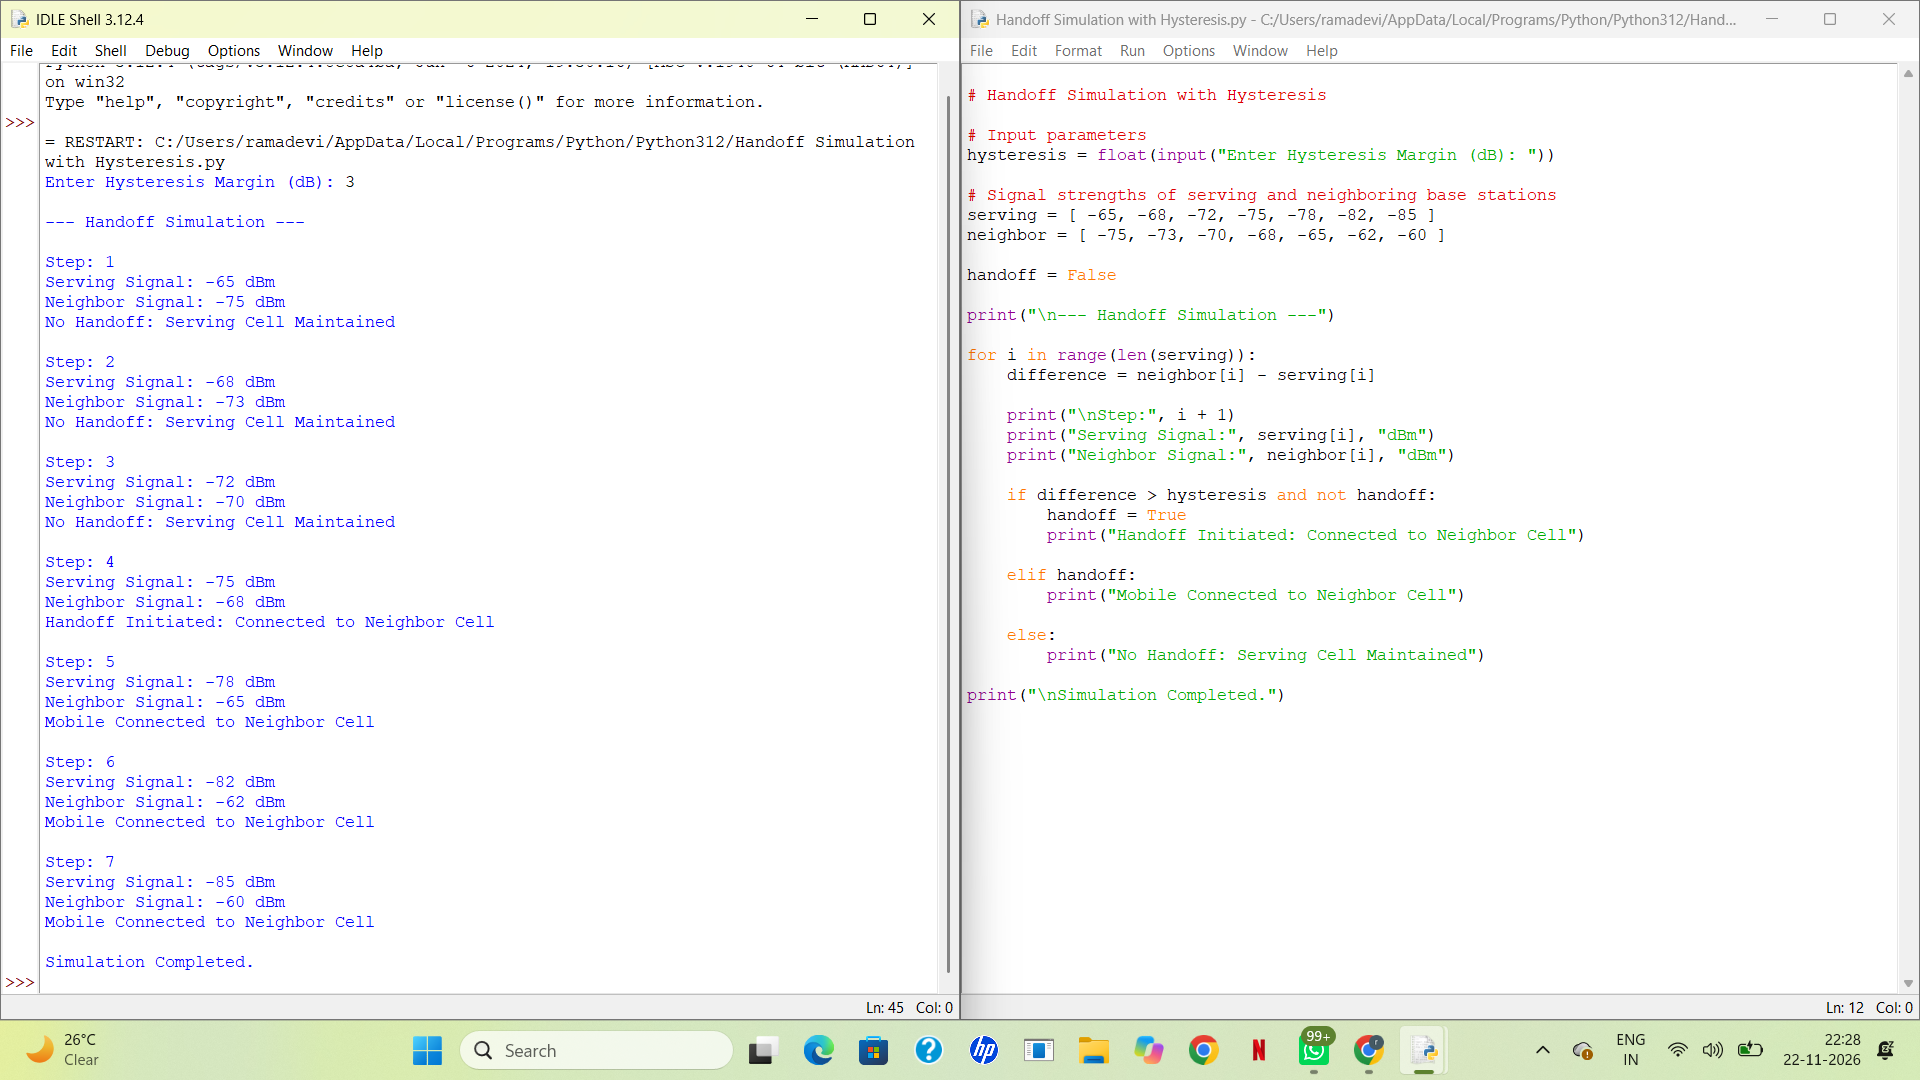 IDLE Shell 3.12.4
File Edit Shell Debug Options Window Help
on win32
Type "help", "copyright", "credits" or "license()" for more information.
>>>
= RESTART: C:/Users/ramadevi/AppData/Local/Programs/Python/Python312/Handoff Simulation
with Hysteresis.py
Enter Hysteresis Margin (dB): 3
--- Handoff Simulation ---
Step: 1
Serving Signal: -65 dBm
Neighbor Signal: -75 dBm
No Handoff: Serving Cell Maintained
Step: 2
Serving Signal: -68 dBm
Neighbor Signal: -73 dBm
No Handoff: Serving Cell Maintained
Step: 3
Serving Signal: -72 dBm
Neighbor Signal: -70 dBm
No Handoff: Serving Cell Maintained
Step: 4
Serving Signal: -75 dBm
Neighbor Signal: -68 dBm
Handoff Initiated: Connected to Neighbor Cell
Step: 5
Serving Signal: -78 dBm
Neighbor Signal: -65 dBm
Mobile Connected to Neighbor Cell
Step: 6
Serving Signal: -82 dBm
Neighbor Signal: -62 dBm
Mobile Connected to Neighbor Cell
Step: 7
Serving Signal: -85 dBm
Neighbor Signal: -60 dBm
Mobile Connected to Neighbor Cell
Simulation Completed.
>>>
Ln: 45 Col: 0
Handoff Simulation with Hysteresis.py - C:/Users/ramadevi/AppData/Local/Programs/Python/Python312/Hand...
File Edit Format Run Options Window Help
# Handoff Simulation with Hysteresis
# Input parameters
hysteresis = float(input("Enter Hysteresis Margin (dB): "))
# Signal strengths of serving and neighboring base stations
serving = [ -65, -68, -72, -75, -78, -82, -85 ]
neighbor = [ -75, -73, -70, -68, -65, -62, -60 ]
handoff = False
print("\n--- Handoff Simulation ---")
for i in range(len(serving)):
    difference = neighbor[i] - serving[i]
    print("\nStep:", i + 1)
    print("Serving Signal:", serving[i], "dBm")
    print("Neighbor Signal:", neighbor[i], "dBm")
    if difference > hysteresis and not handoff:
        handoff = True
        print("Handoff Initiated: Connected to Neighbor Cell")
    elif handoff:
        print("Mobile Connected to Neighbor Cell")
    else:
        print("No Handoff: Serving Cell Maintained")
print("\nSimulation Completed.")
Ln: 12 Col: 0
26°C
Clear
Search
hp
N
99+
r
ENG
IN
22:28
22-11-2026